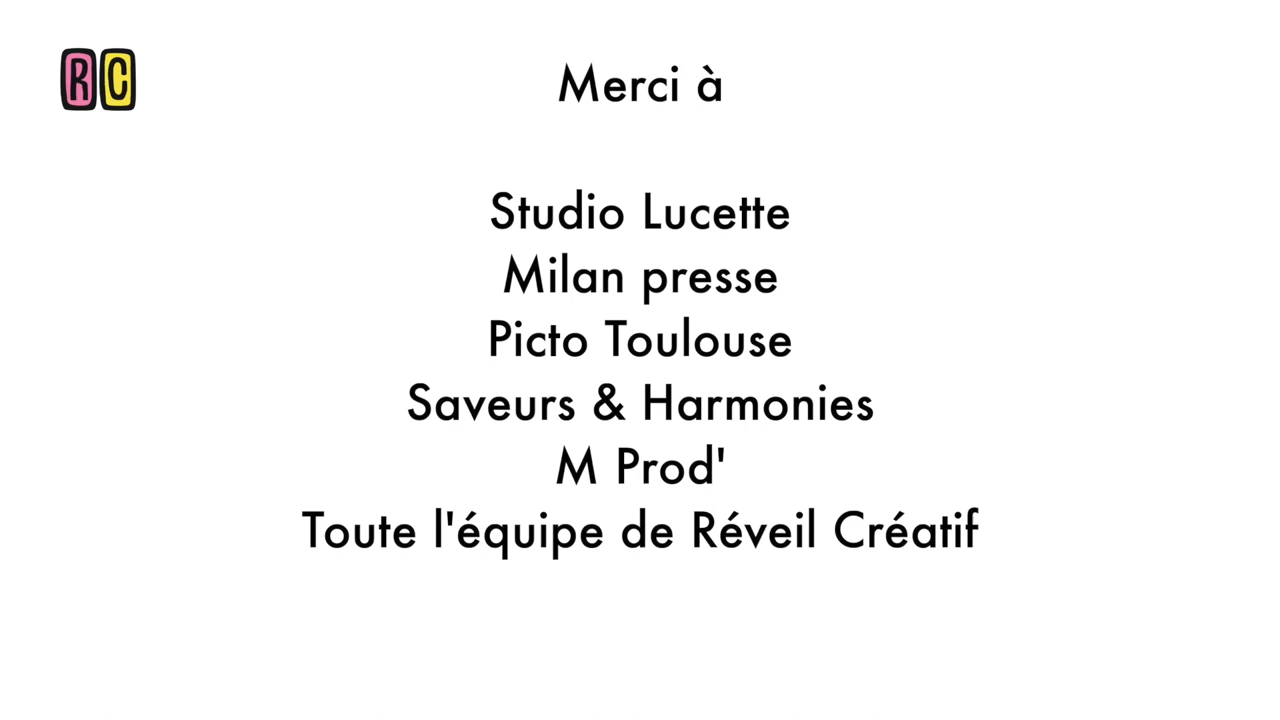 RC
Merci à
Studio Lucette
Milan presse
Picto Toulouse
Saveurs & Harmonies
M Prod'
Toute l'équipe de Réveil Créatif